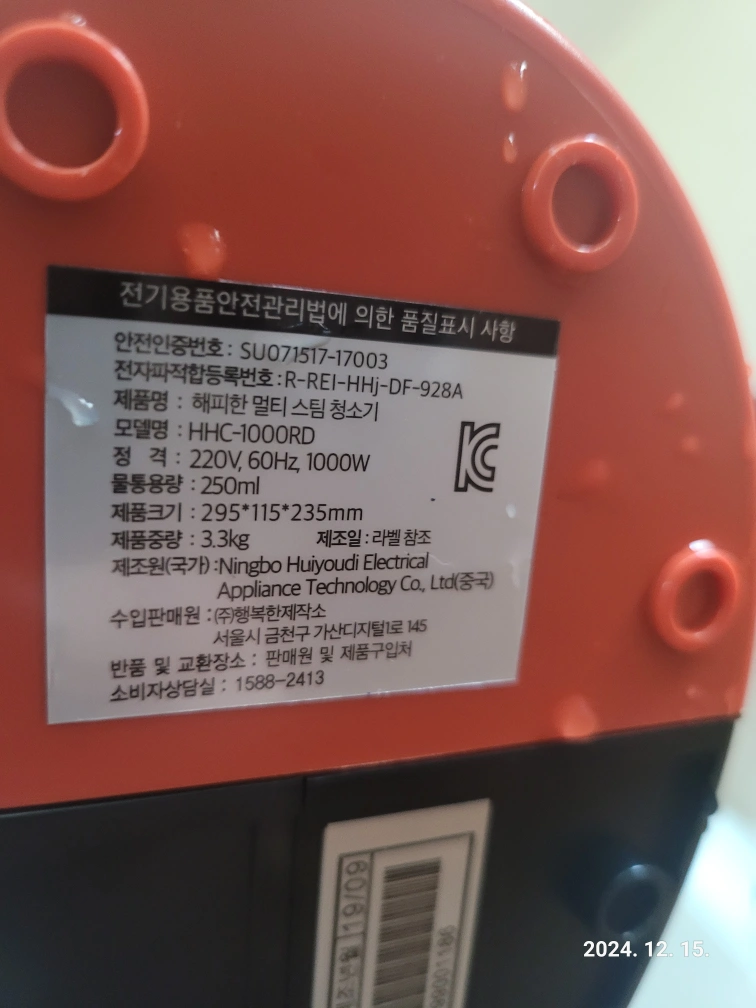 전기용품안전관리법에 의한 품질표시 사항
안전인증번호 : SU071517-17003
전자파적합등록번호 : R-REI-HHj-DF-928A
제품명 : 해피한 멀티 스팀 청소기
모델명 : HHC-1000RD
정 격 : 220V, 60Hz, 1000W
물통용량 : 250ml
제품크기 : 295*115*235mm
제품중량 : 3.3kg 제조일 : 라벨 참조
제조원(국가) : Ningbo Huiyoudi Electrical
Appliance Technology Co., Ltd(중국)
수입판매원 : (주)행복한제작소
서울시 금천구 가산디지털1로 145
반품 및 교환장소 : 판매원 및 제품구입처
소비자상담실 : 1588-2413
19/09
2024. 12. 15.